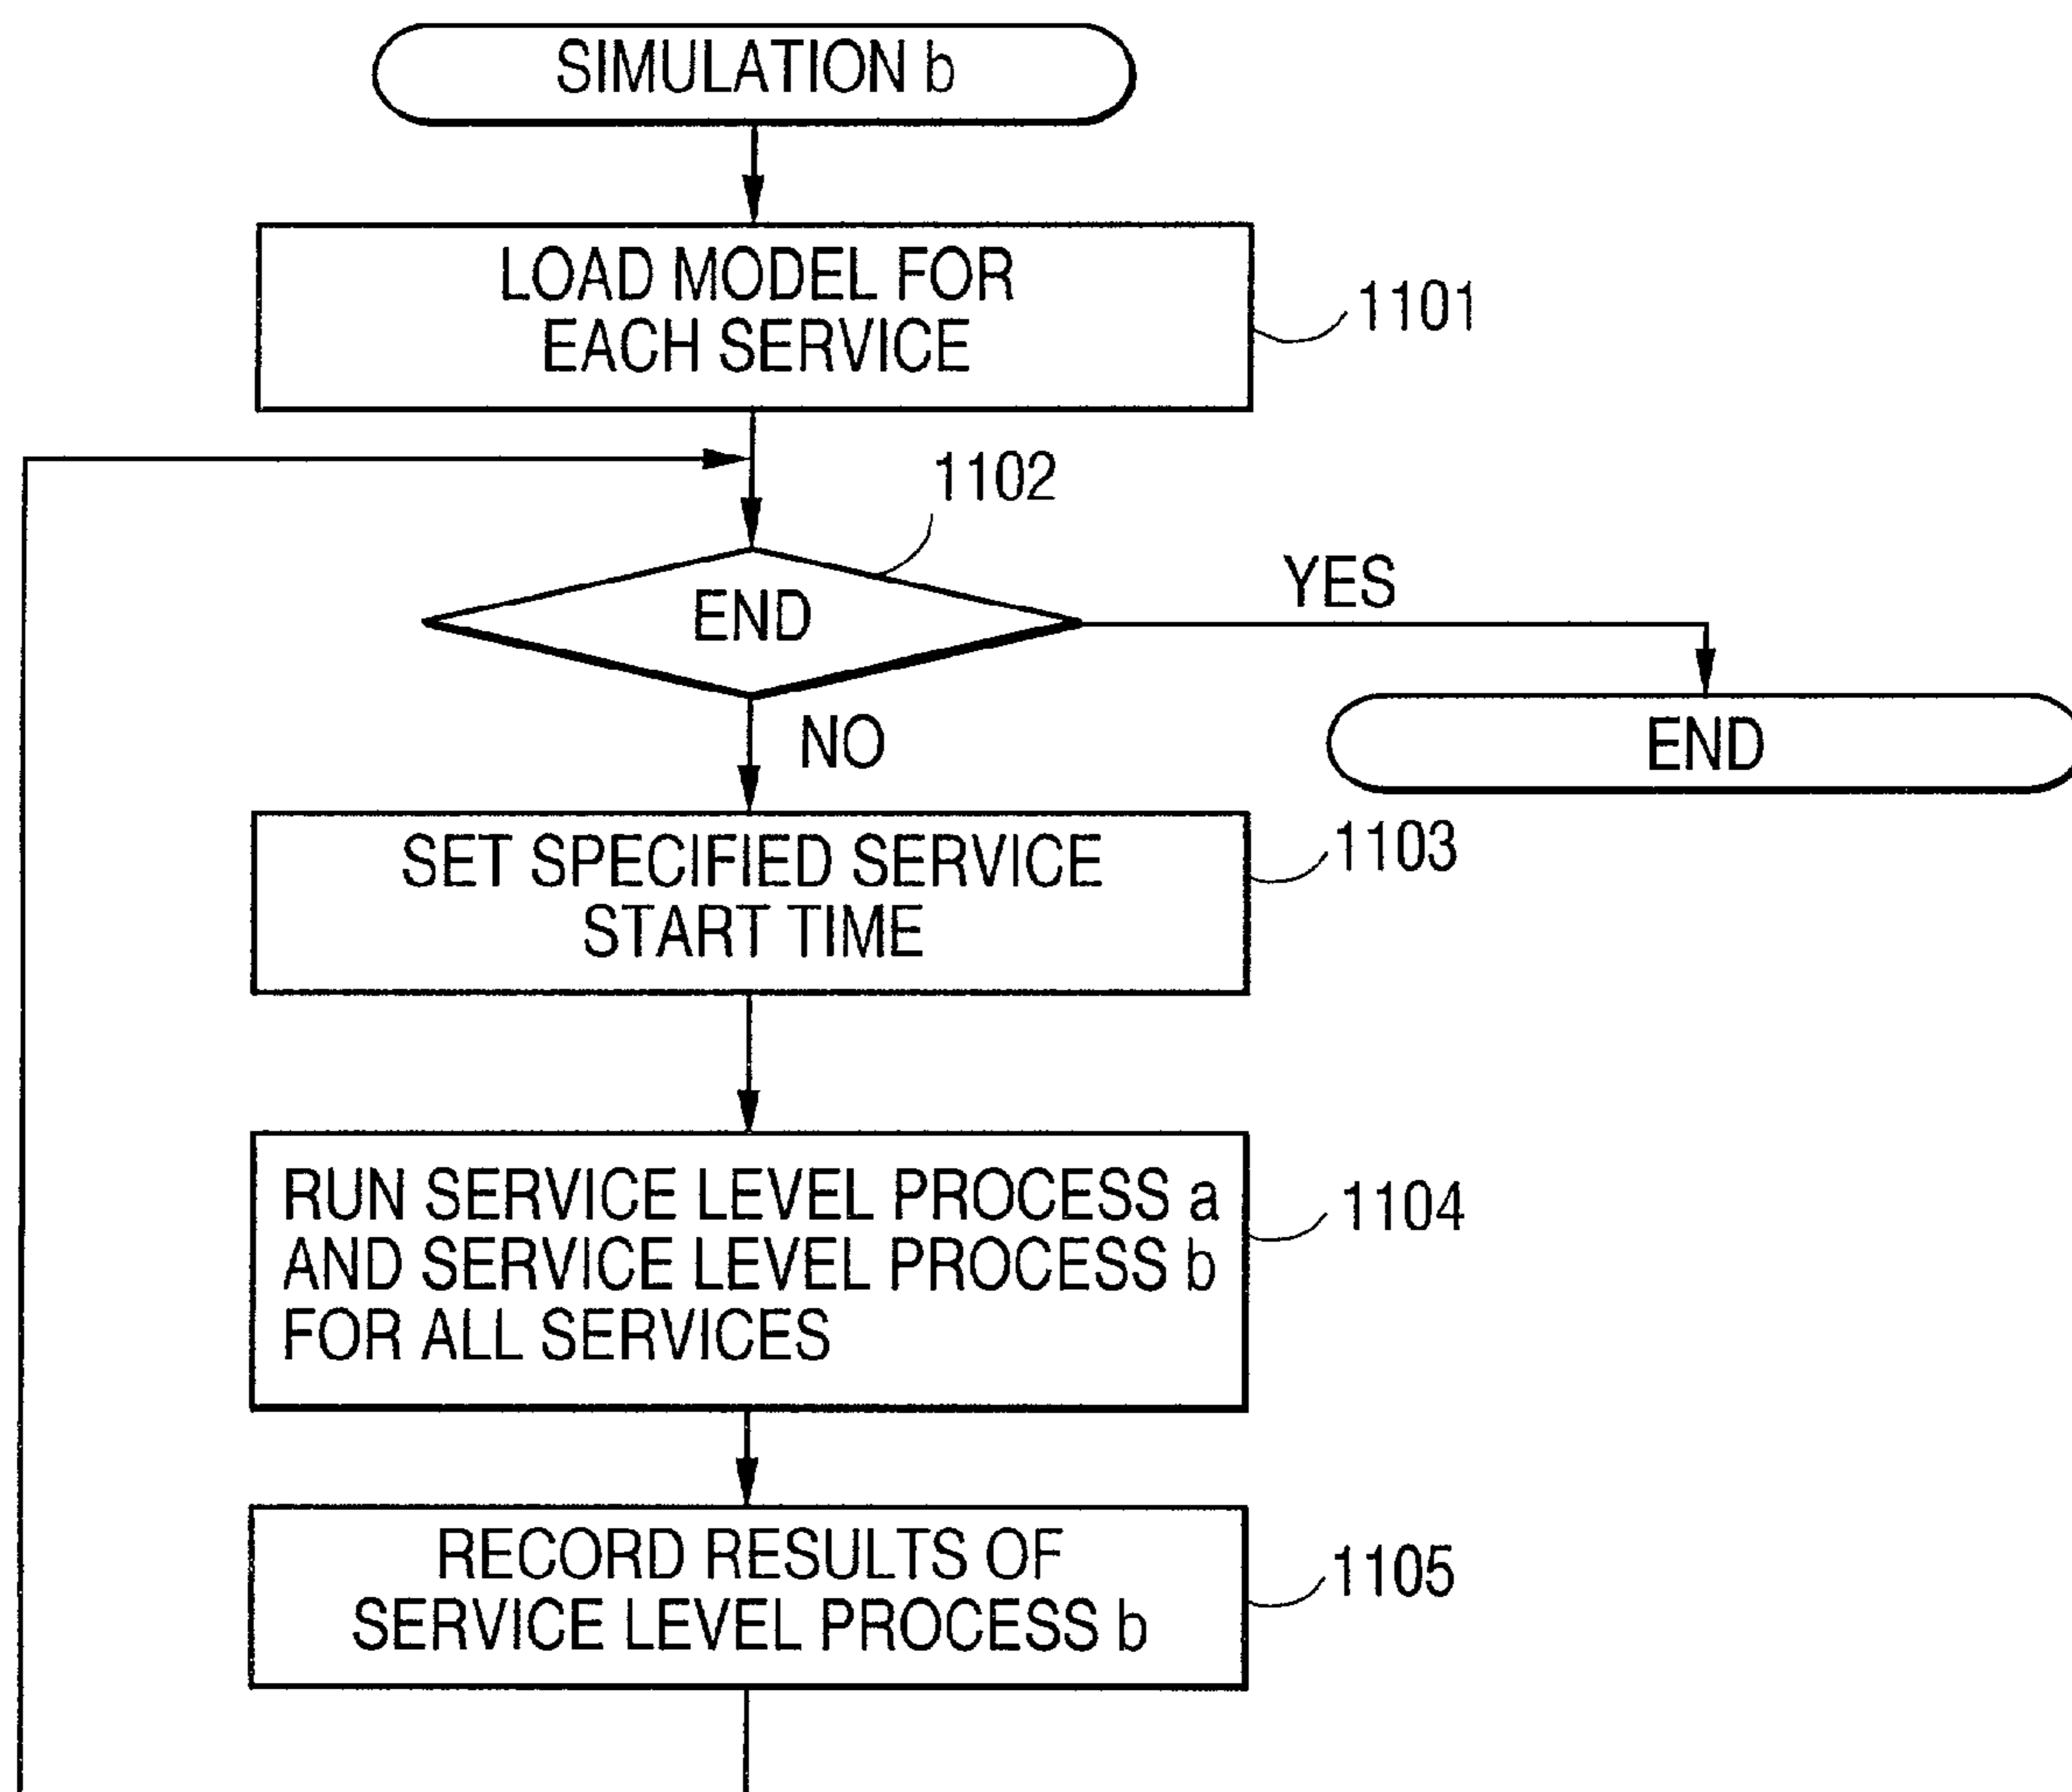 SIMULATION b
LOAD MODEL FOR
EACH SERVICE
1101
1102
END
YES
END
NO
SET SPECIFIED SERVICE
START TIME
1103
RUN SERVICE LEVEL PROCESS a
AND SERVICE LEVEL PROCESS b
FOR ALL SERVICES
1104
RECORD RESULTS OF
SERVICE LEVEL PROCESS b
1105